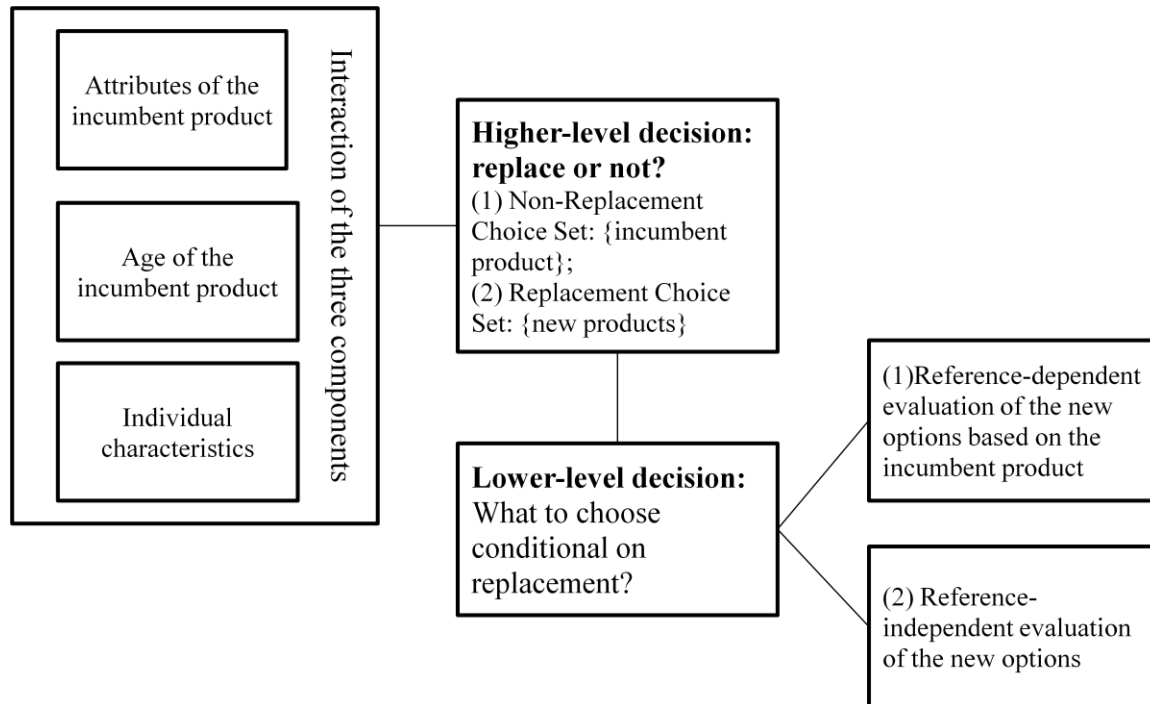 Attributes of the
incumbent product
Age of the
incumbent product
Individual
characteristics
Interaction of the three components
Higher-level decision:
replace or not?
(1) Non-Replacement
Choice Set: {incumbent
product};
(2) Replacement Choice
Set: {new products}
Lower-level decision:
What to choose
conditional on
replacement?
(1)Reference-dependent
evaluation of the new
options based on the
incumbent product
(2) Reference-
independent evaluation
of the new options